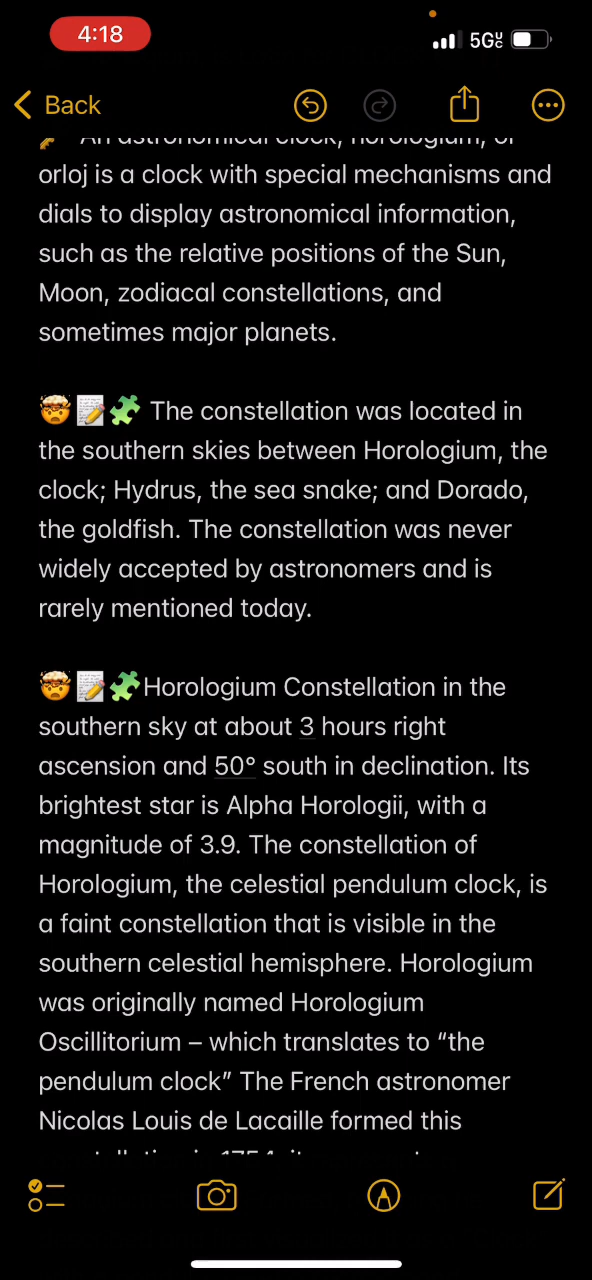 4:18
5G
Back
An astronomical clock, horologium, or
orloj is a clock with special mechanisms and
dials to display astronomical information,
such as the relative positions of the Sun,
Moon, zodiacal constellations, and
sometimes major planets.
The constellation was located in
the southern skies between Horologium, the
clock; Hydrus, the sea snake; and Dorado,
the goldfish. The constellation was never
widely accepted by astronomers and is
rarely mentioned today.
Horologium Constellation in the
southern sky at about 3 hours right
ascension and 50° south in declination. Its
brightest star is Alpha Horologii, with a
magnitude of 3.9. The constellation of
Horologium, the celestial pendulum clock, is
a faint constellation that is visible in the
southern celestial hemisphere. Horologium
was originally named Horologium
Oscillitorium – which translates to “the
pendulum clock” The French astronomer
Nicolas Louis de Lacaille formed this